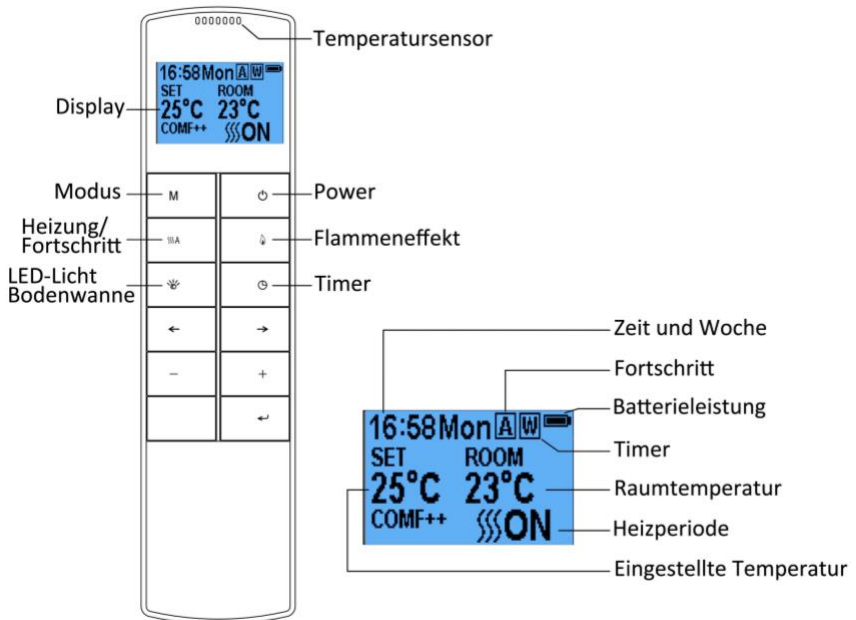 0000000
Temperatursensor
16:58Mon A W
SET ROOM
25°C 23°C
COMF++ ON
Display
Modus
M
Power
Heizung/
Fortschritt
A
Flammeneffekt
LED-Licht
Bodenwanne
Timer
← →
− +
↵
Zeit und Woche
Fortschritt
Batterieleistung
16:58Mon A W
Timer
SET ROOM
25°C 23°C
Raumtemperatur
COMF++ ON
Heizperiode
Eingestellte Temperatur